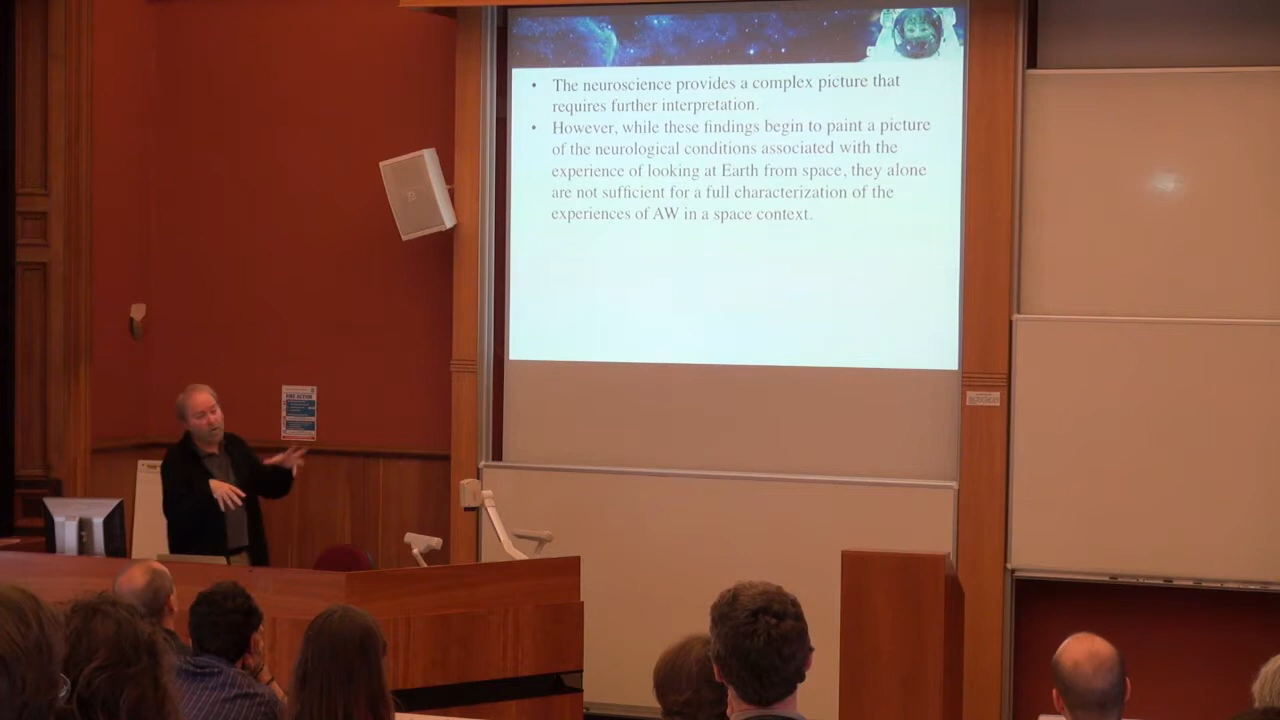 • The neuroscience provides a complex picture that
requires further interpretation.
• However, while these findings begin to paint a picture
of the neurological conditions associated with the
experience of looking at Earth from space, they alone
are not sufficient for a full characterization of the
experiences of AW in a space context.
FIRE ACTION